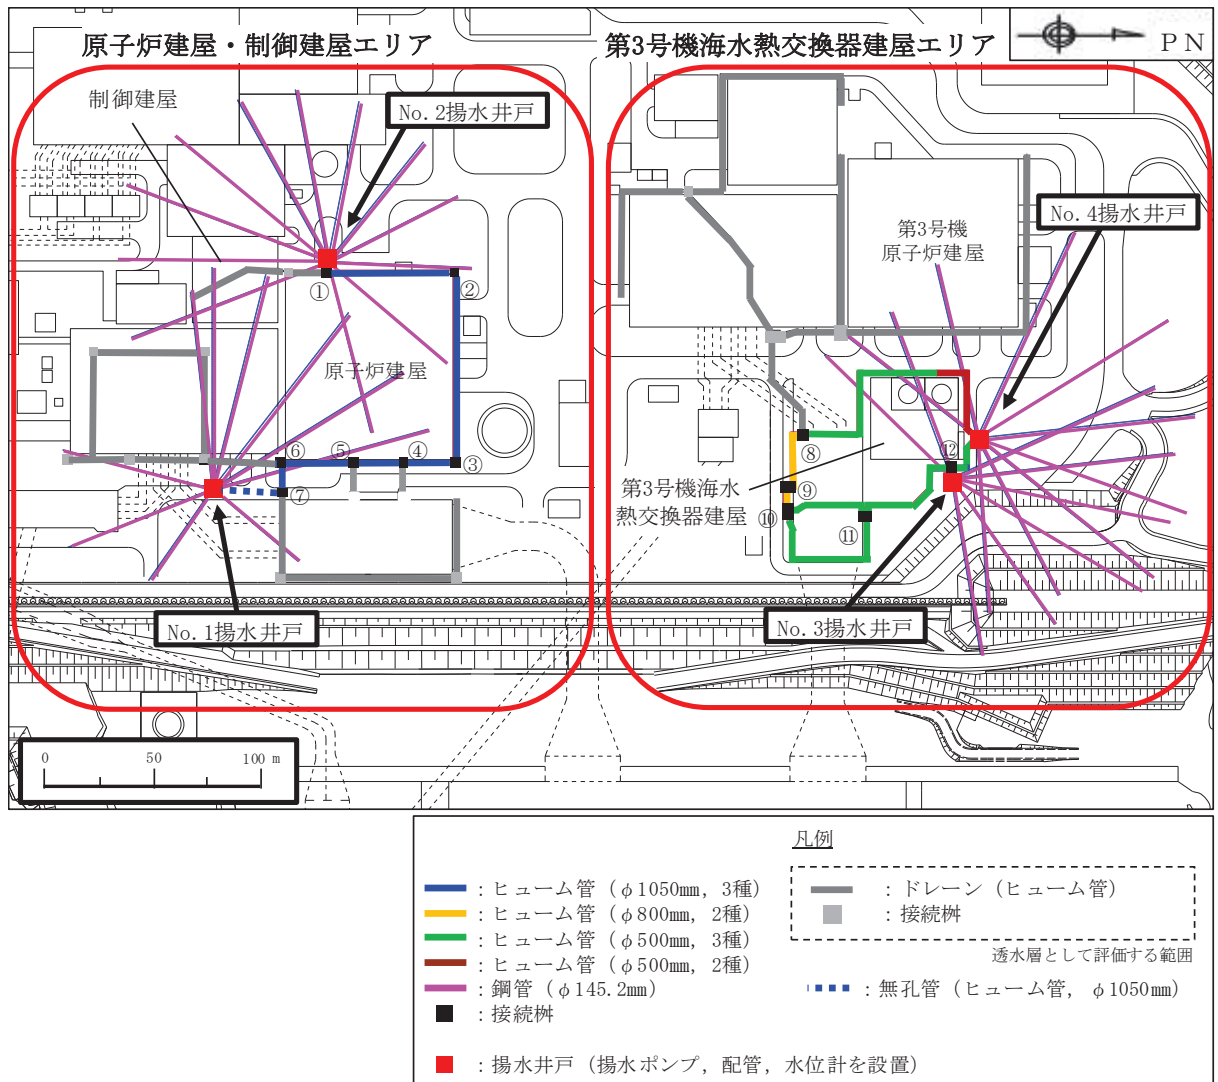 原子炉建屋・制御建屋エリア
第3号機海水熱交換器建屋エリア
PN
制御建屋
No.2揚水井戸
第3号機
原子炉建屋
No.4揚水井戸
①
②
原子炉建屋
⑥
⑤
④
③
⑦
⑧
⑫
第3号機海水
熱交換器建屋
⑨
⑩
⑪
No.1揚水井戸
No.3揚水井戸
0 50 100 m
凡例
：ヒューム管（φ1050mm，3種）
：ヒューム管（φ800mm，2種）
：ヒューム管（φ500mm，3種）
：ヒューム管（φ500mm，2種）
：鋼管（φ145.2mm）
：接続桝
：揚水井戸（揚水ポンプ，配管，水位計を設置）
：ドレーン（ヒューム管）
：接続桝
透水層として評価する範囲
：無孔管（ヒューム管，φ1050mm）